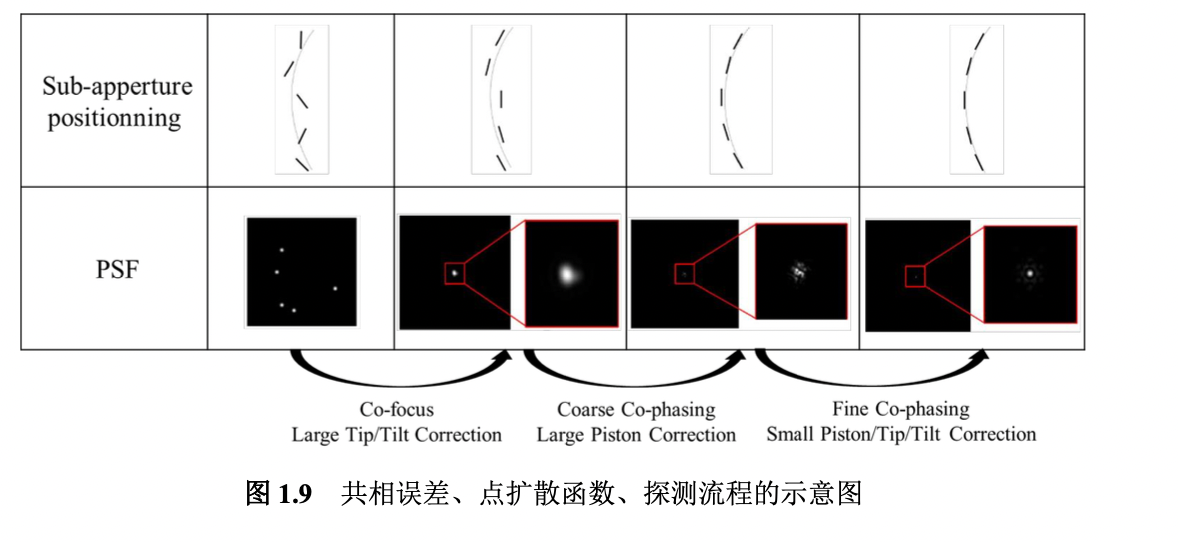 Sub-apperture
positionning
PSF
Co-focus
Large Tip/Tilt Correction
Coarse Co-phasing
Large Piston Correction
Fine Co-phasing
Small Piston/Tip/Tilt Correction
图 1.9 共相误差、点扩散函数、探测流程的示意图